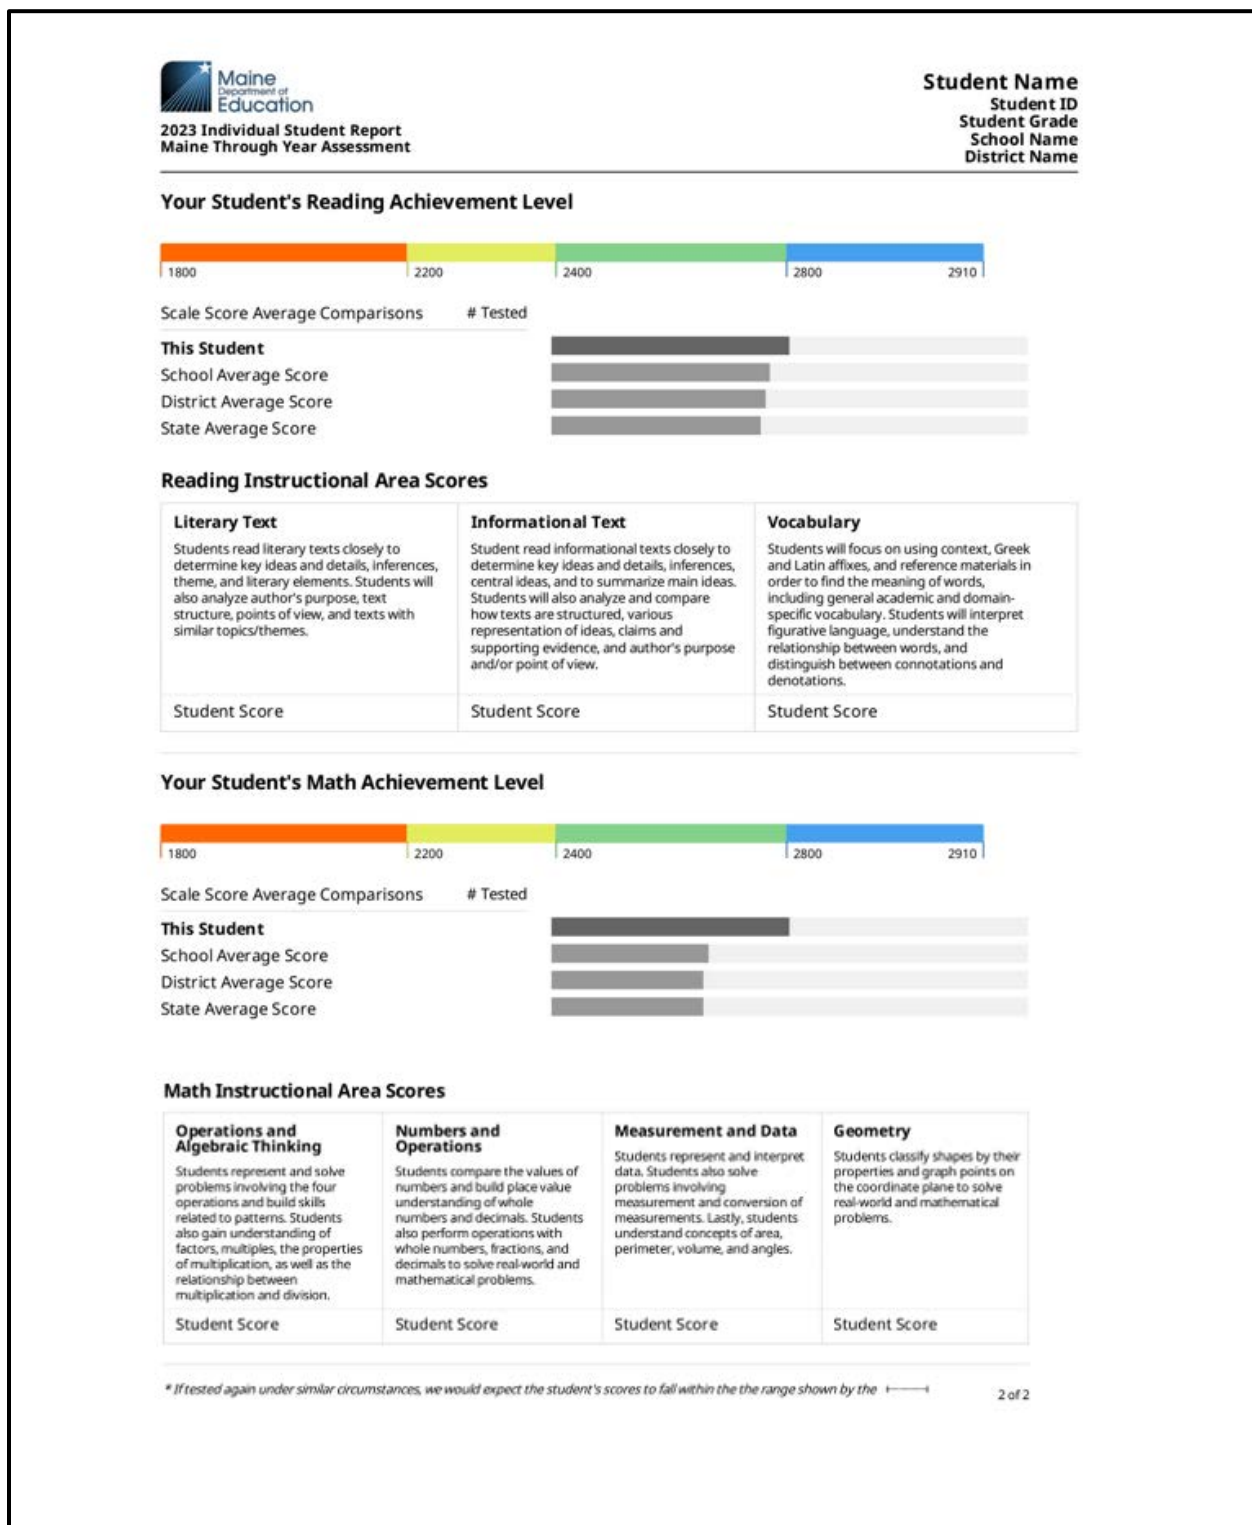 Maine
Department of
Education
2023 Individual Student Report
Maine Through Year Assessment
Student Name
Student ID
Student Grade
School Name
District Name
Your Student's Reading Achievement Level
1800 2200 2400 2800 2910
Scale Score Average Comparisons # Tested
This Student
School Average Score
District Average Score
State Average Score
Reading Instructional Area Scores
Literary Text
Students read literary texts closely to
determine key ideas and details, inferences,
theme, and literary elements. Students will
also analyze author's purpose, text
structure, points of view, and texts with
similar topics/themes.
Student Score
Informational Text
Student read informational texts closely to
determine key ideas and details, inferences,
central ideas, and to summarize main ideas.
Students will also analyze and compare
how texts are structured, various
representation of ideas, claims and
supporting evidence, and author's purpose
and/or point of view.
Student Score
Vocabulary
Students will focus on using context, Greek
and Latin affixes, and reference materials in
order to find the meaning of words,
including general academic and domain-
specific vocabulary. Students will interpret
figurative language, understand the
relationship between words, and
distinguish between connotations and
denotations.
Student Score
Your Student's Math Achievement Level
1800 2200 2400 2800 2910
Scale Score Average Comparisons # Tested
This Student
School Average Score
District Average Score
State Average Score
Math Instructional Area Scores
Operations and
Algebraic Thinking
Students represent and solve
problems involving the four
operations and build skills
related to patterns. Students
also gain understanding of
factors, multiples, the properties
of multiplication, as well as the
relationship between
multiplication and division.
Student Score
Numbers and
Operations
Students compare the values of
numbers and build place value
understanding of whole
numbers and decimals. Students
also perform operations with
whole numbers, fractions, and
decimals to solve real-world and
mathematical problems.
Student Score
Measurement and Data
Students represent and interpret
data. Students also solve
problems involving
measurement and conversion of
measurements. Lastly, students
understand concepts of area,
perimeter, volume, and angles.
Student Score
Geometry
Students classify shapes by their
properties and graph points on
the coordinate plane to solve
real-world and mathematical
problems.
Student Score
* If tested again under similar circumstances, we would expect the student's scores to fall within the the range shown by the
2 of 2